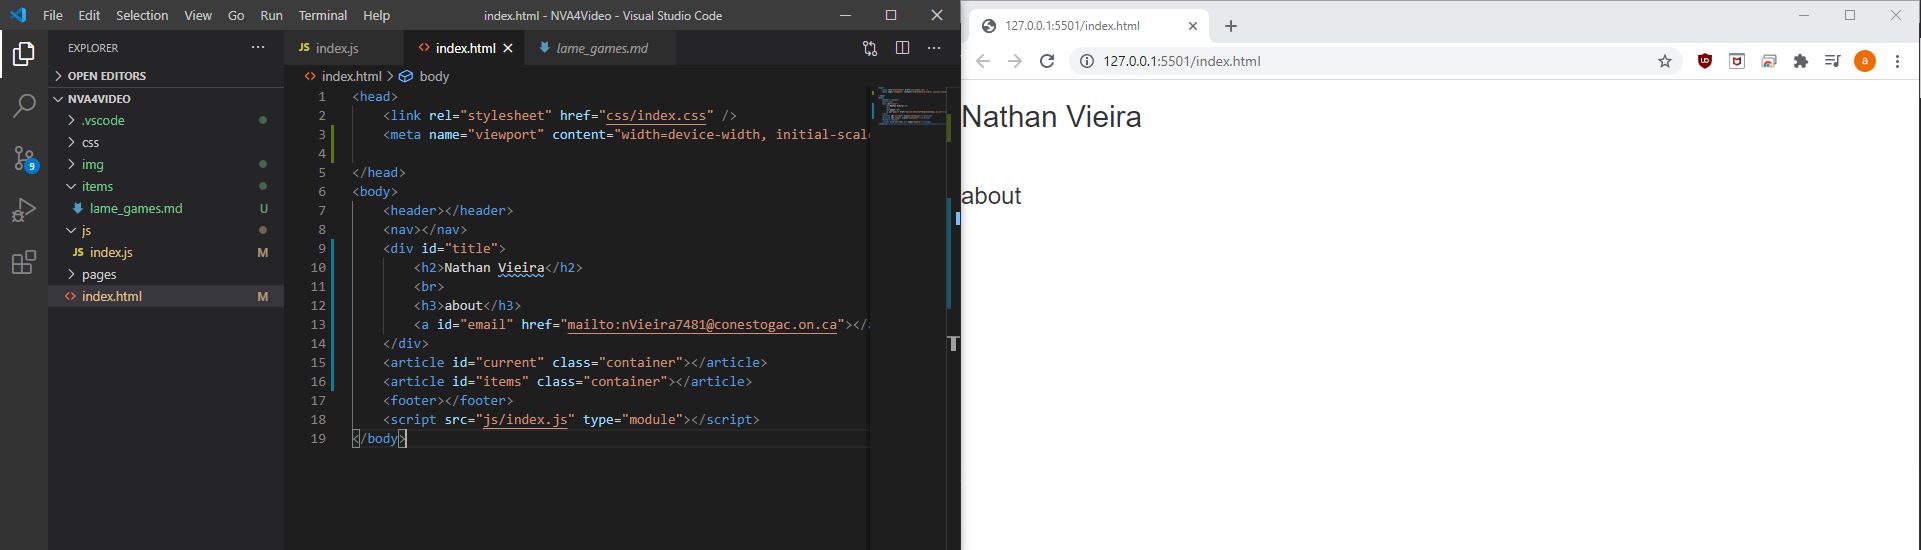 File Edit Selection View Go Run Terminal Help index.html - NVA4Video - Visual Studio Code
EXPLORER
OPEN EDITORS
NVA4VIDEO
.vscode
css
img
items
lame_games.md U
js
JS index.js M
pages
index.html M
9
JS index.js index.html lame_games.md
index.html > body
1 <head>
2 <link rel="stylesheet" href="css/index.css" />
3 <meta name="viewport" content="width=device-width, initial-scale
4
5 </head>
6 <body>
7 <header></header>
8 <nav></nav>
9 <div id="title">
10 <h2>Nathan Vieira</h2>
11 <br>
12 <h3>about</h3>
13 <a id="email" href="mailto:nVieira7481@conestogac.on.ca"></a
14 </div>
15 <article id="current" class="container"></article>
16 <article id="items" class="container"></article>
17 <footer></footer>
18 <script src="js/index.js" type="module"></script>
19 </body>
127.0.0.1:5501/index.html
127.0.0.1:5501/index.html
a
Nathan Vieira
about